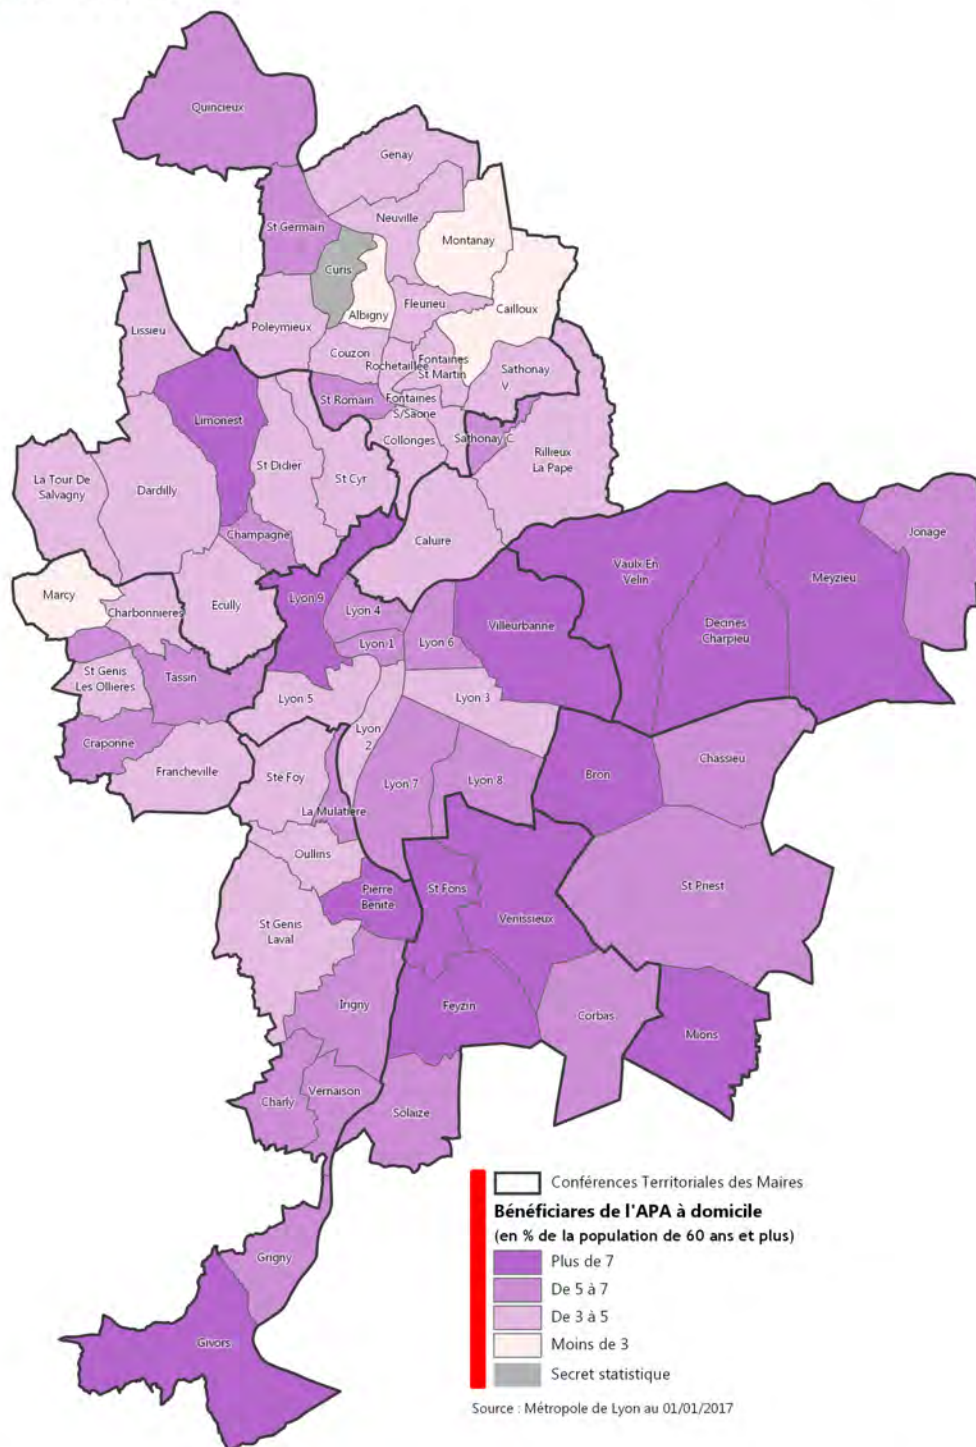 Quincieux
Genay
Neuville
St Germain
Montanay
Curis
Albigny
Fleurieu
Cailloux
Lissieu
Poleymieux
Couzon
Rochetaillée
Fontaines
St Martin
Sathonay
V
St Romain
Fontaines
S/Saone
Limonest
Collonges
Sathonay C.
Rillieux
La Pape
St Didier
St Cyr
La Tour De
Salvagny
Dardilly
Champagne
Caluire
Jonage
Vaulx En
Velin
Meyzieu
Marcy
Charbonnieres
Ecully
Lyon 9
Lyon 4
Villeurbanne
Décines
Charpieu
Lyon 1
Lyon 6
St Genis
Les Ollieres
Tassin
Lyon 5
Lyon 3
Lyon
2
Craponne
Francheville
Ste Foy
Bron
Chassieu
Lyon 7
Lyon 8
La Mulatiere
Oullins
Pierre
Benite
St Fons
St Priest
St Genis
Laval
Venissieux
Irigny
Feyzin
Corbas
Mions
Charly
Vernaison
Solaize
Grigny
Givors
Conférences Territoriales des Maires
Bénéficiares de l'APA à domicile
(en % de la population de 60 ans et plus)
Plus de 7
De 5 à 7
De 3 à 5
Moins de 3
Secret statistique
Source : Métropole de Lyon au 01/01/2017